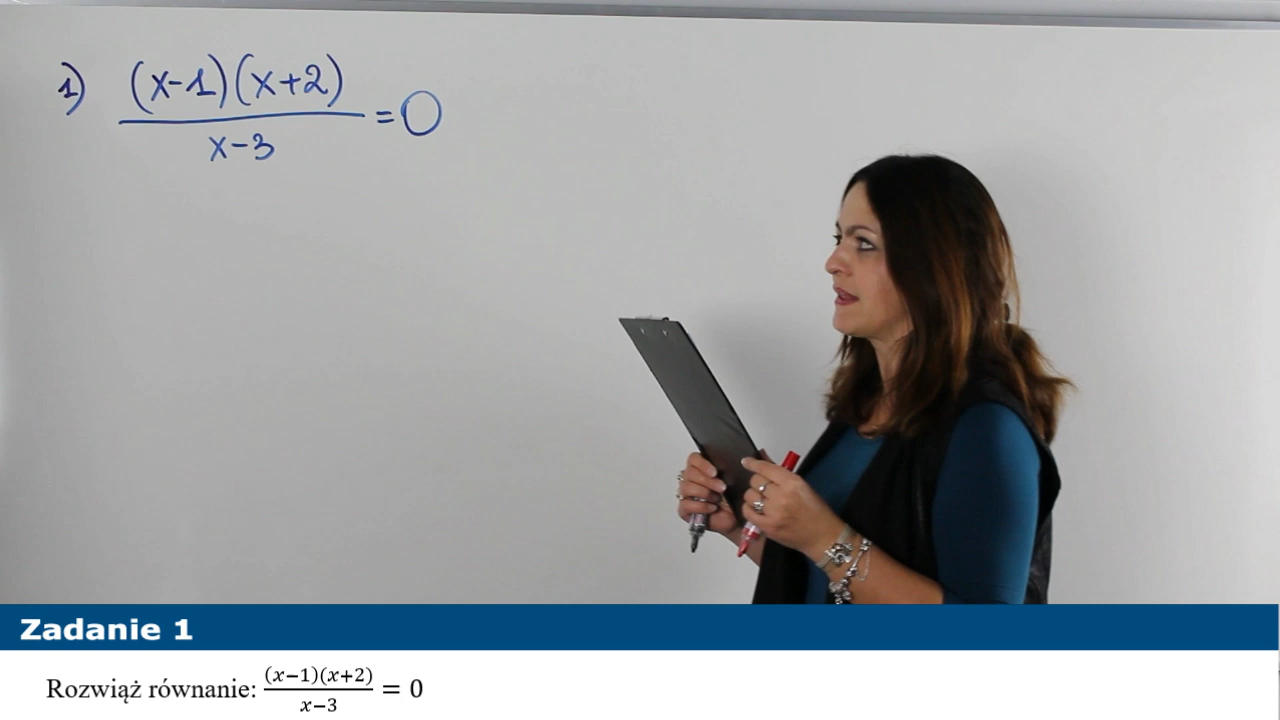 1) (x-1)(x+2)/x-3 = 0
Zadanie 1
Rozwiąż równanie: (x−1)(x+2)/x−3 = 0